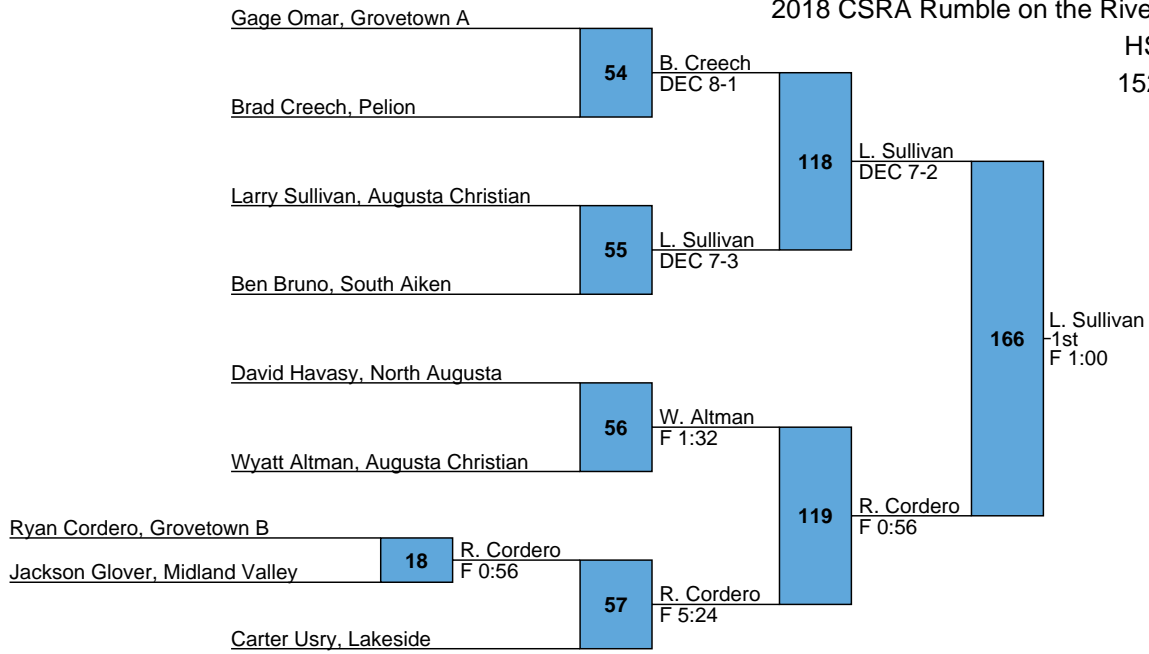 2018 CSRA Rumble on the Rive
HS
152
Gage Omar, Grovetown A
54
B. Creech
DEC 8-1
Brad Creech, Pelion
118
L. Sullivan
DEC 7-2
Larry Sullivan, Augusta Christian
55
L. Sullivan
DEC 7-3
Ben Bruno, South Aiken
166
L. Sullivan
1st
F 1:00
David Havasy, North Augusta
56
W. Altman
F 1:32
Wyatt Altman, Augusta Christian
119
R. Cordero
F 0:56
Ryan Cordero, Grovetown B
18
R. Cordero
F 0:56
Jackson Glover, Midland Valley
57
R. Cordero
F 5:24
Carter Usry, Lakeside